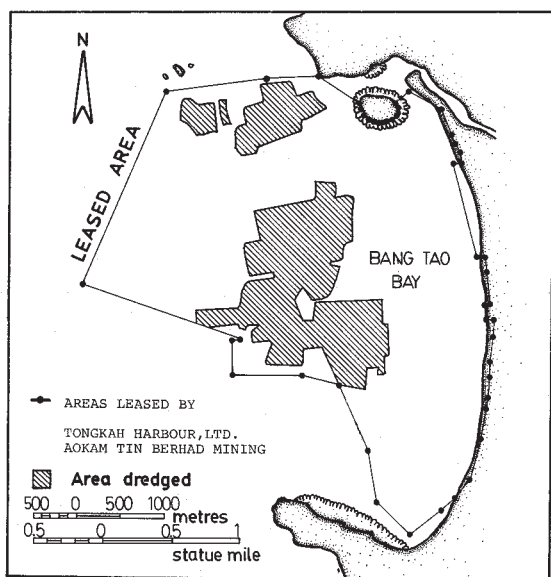 N
LEASED AREA
BANG TAO
BAY
AREAS LEASED BY
TONGKAH HARBOUR,LTD.
AOKAM TIN BERHAD MINING
Area dredged
500 0 500 1000
metres
0.5 0 0.5 1
statue mile